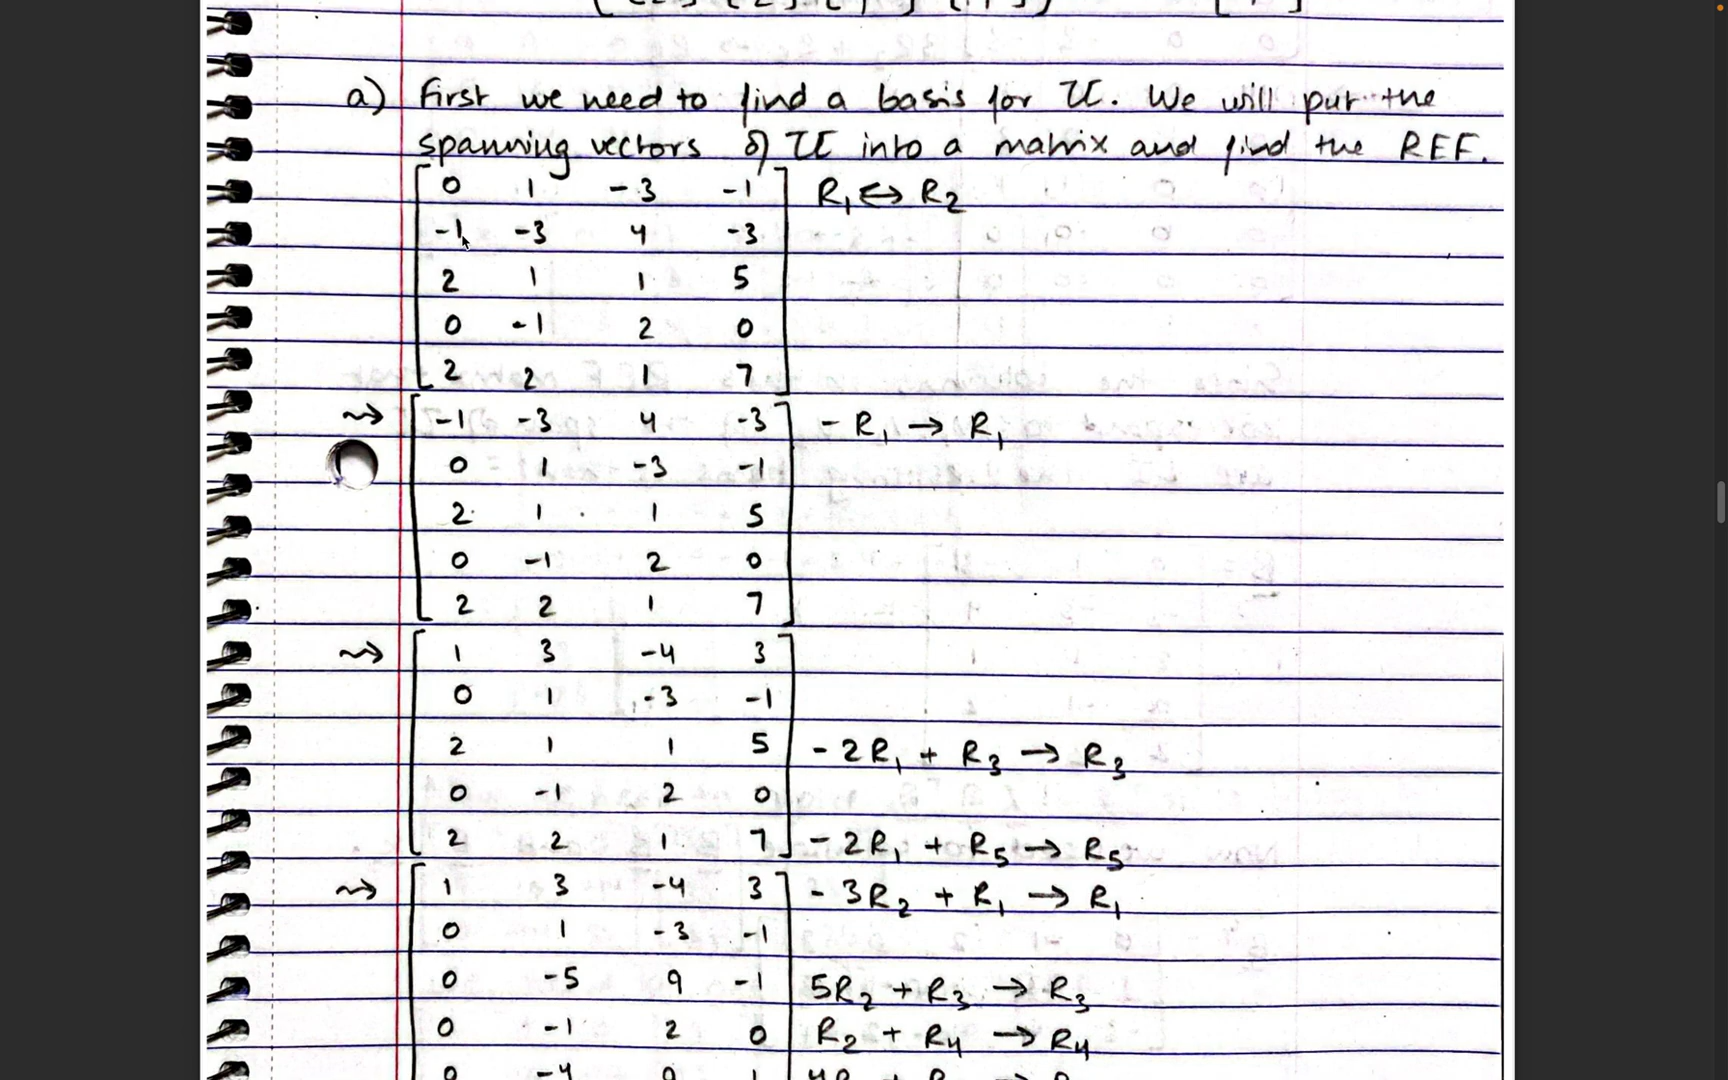 a) First we need to find a basis for U. We will put the
spanning vectors of U into a matrix and find the REF.
0 1 -3 -1 R1 ↔ R2
-1 -3 4 -3
2 1 1 5
0 -1 2 0
2 2 1 7
⇝ -1 -3 4 -3 - R1 → R1
0 1 -3 -1
2 1 1 5
0 -1 2 0
2 2 1 7
⇝ 1 3 -4 3
0 1 -3 -1
2 1 1 5 -2R1 + R3 → R3
0 -1 2 0
2 2 1 7 -2R1 + R5 → R5
⇝ 1 3 -4 3 -3R2 + R1 → R1
0 1 -3 -1
0 -5 9 -1 5R2 + R3 → R3
0 -1 2 0 R2 + R4 → R4